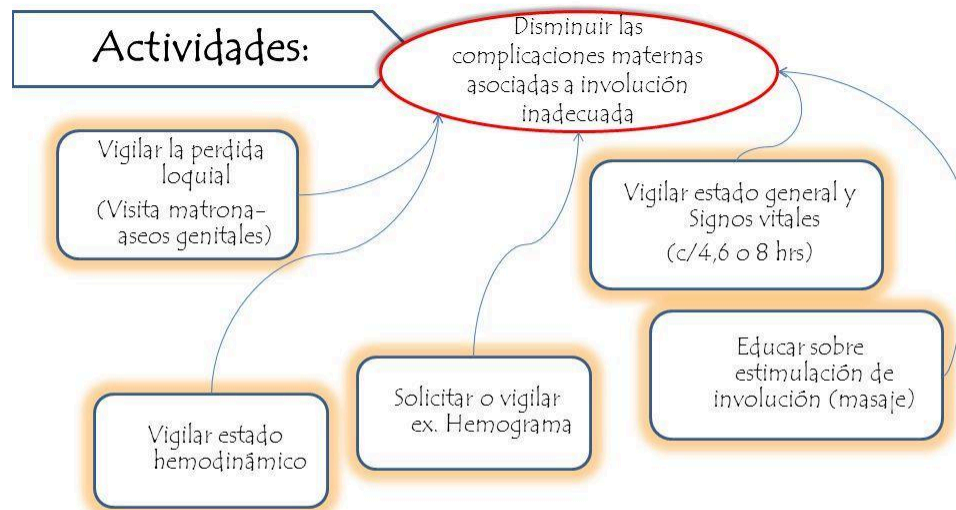 Actividades:
Disminuir las
complicaciones maternas
asociadas a involución
inadecuada
Vigilar la perdida
loquial
(Visita matrona-
aseos genitales)
Vigilar estado general y
Signos vitales
(c/4,6 o 8 hrs)
Educar sobre
estimulación de
involución (masaje)
Solicitar o vigilar
ex. Hemograma
Vigilar estado
hemodinámico